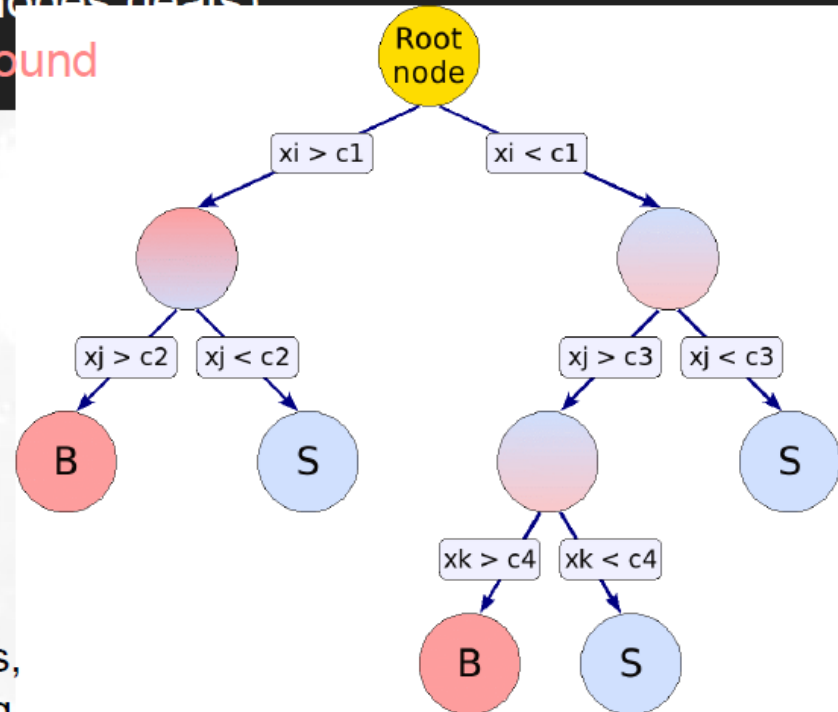 ound
Root
node
xi > c1
xi < c1
xj > c2
xj < c2
xj > c3
xj < c3
B
S
S
xk > c4
xk < c4
B
S
s,